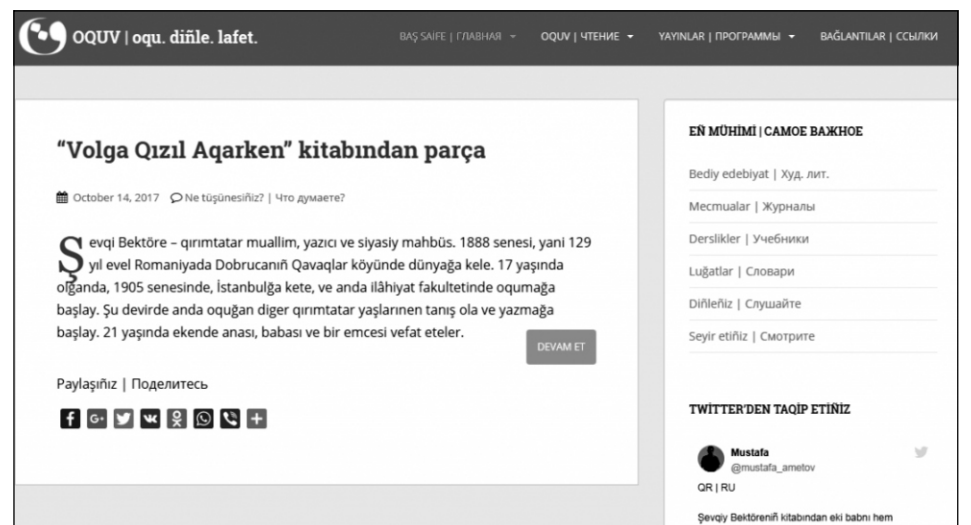 OQUV | oqu. diñle. lafet.
BAŞ SAİFE | ГЛАВНАЯ
OQUV | ЧТЕНИЕ
YAYINLAR | ПРОГРАММЫ
BAĞLANTILAR | ССЫЛКИ
“Volga Qızıl Aqarken” kitabından parça
October 14, 2017 Ne tüşünesiñiz? | Что думаете?
Şevqi Bektöre – qırımtatar muallim, yazıcı ve siyasiy mahbüs. 1888 senesi, yani 129
yıl evel Romaniyada Dobrucanıñ Qavaqlar köyünde dünyağa kele. 17 yaşında
olğanda, 1905 senesinde, İstanbulğa kete, ve anda ilâhiyat fakultetinde oqumağa
başlay. Şu devirde anda oquğan diger qırımtatar yaşlarınen tanış ola ve yazmağa
başlay. 21 yaşında ekende anası, babası ve bir emcesi vefat eteler.
DEVAM ET
Paylaşıñız | Поделитесь
EÑ MÜHİMİ | САМОЕ ВАЖНОЕ
Bediy edebiyat | Худ. лит.
Mecmualar | Журналы
Derslikler | Учебники
Luğatlar | Словари
Diñleñiz | Слушайте
Seyir etiñiz | Смотрите
TWİTTER'DEN TAQİP ETİÑİZ
Mustafa
@mustafa_ametov
QR | RU
Şevqiy Bektöreniñ kitabından eki babnı hem